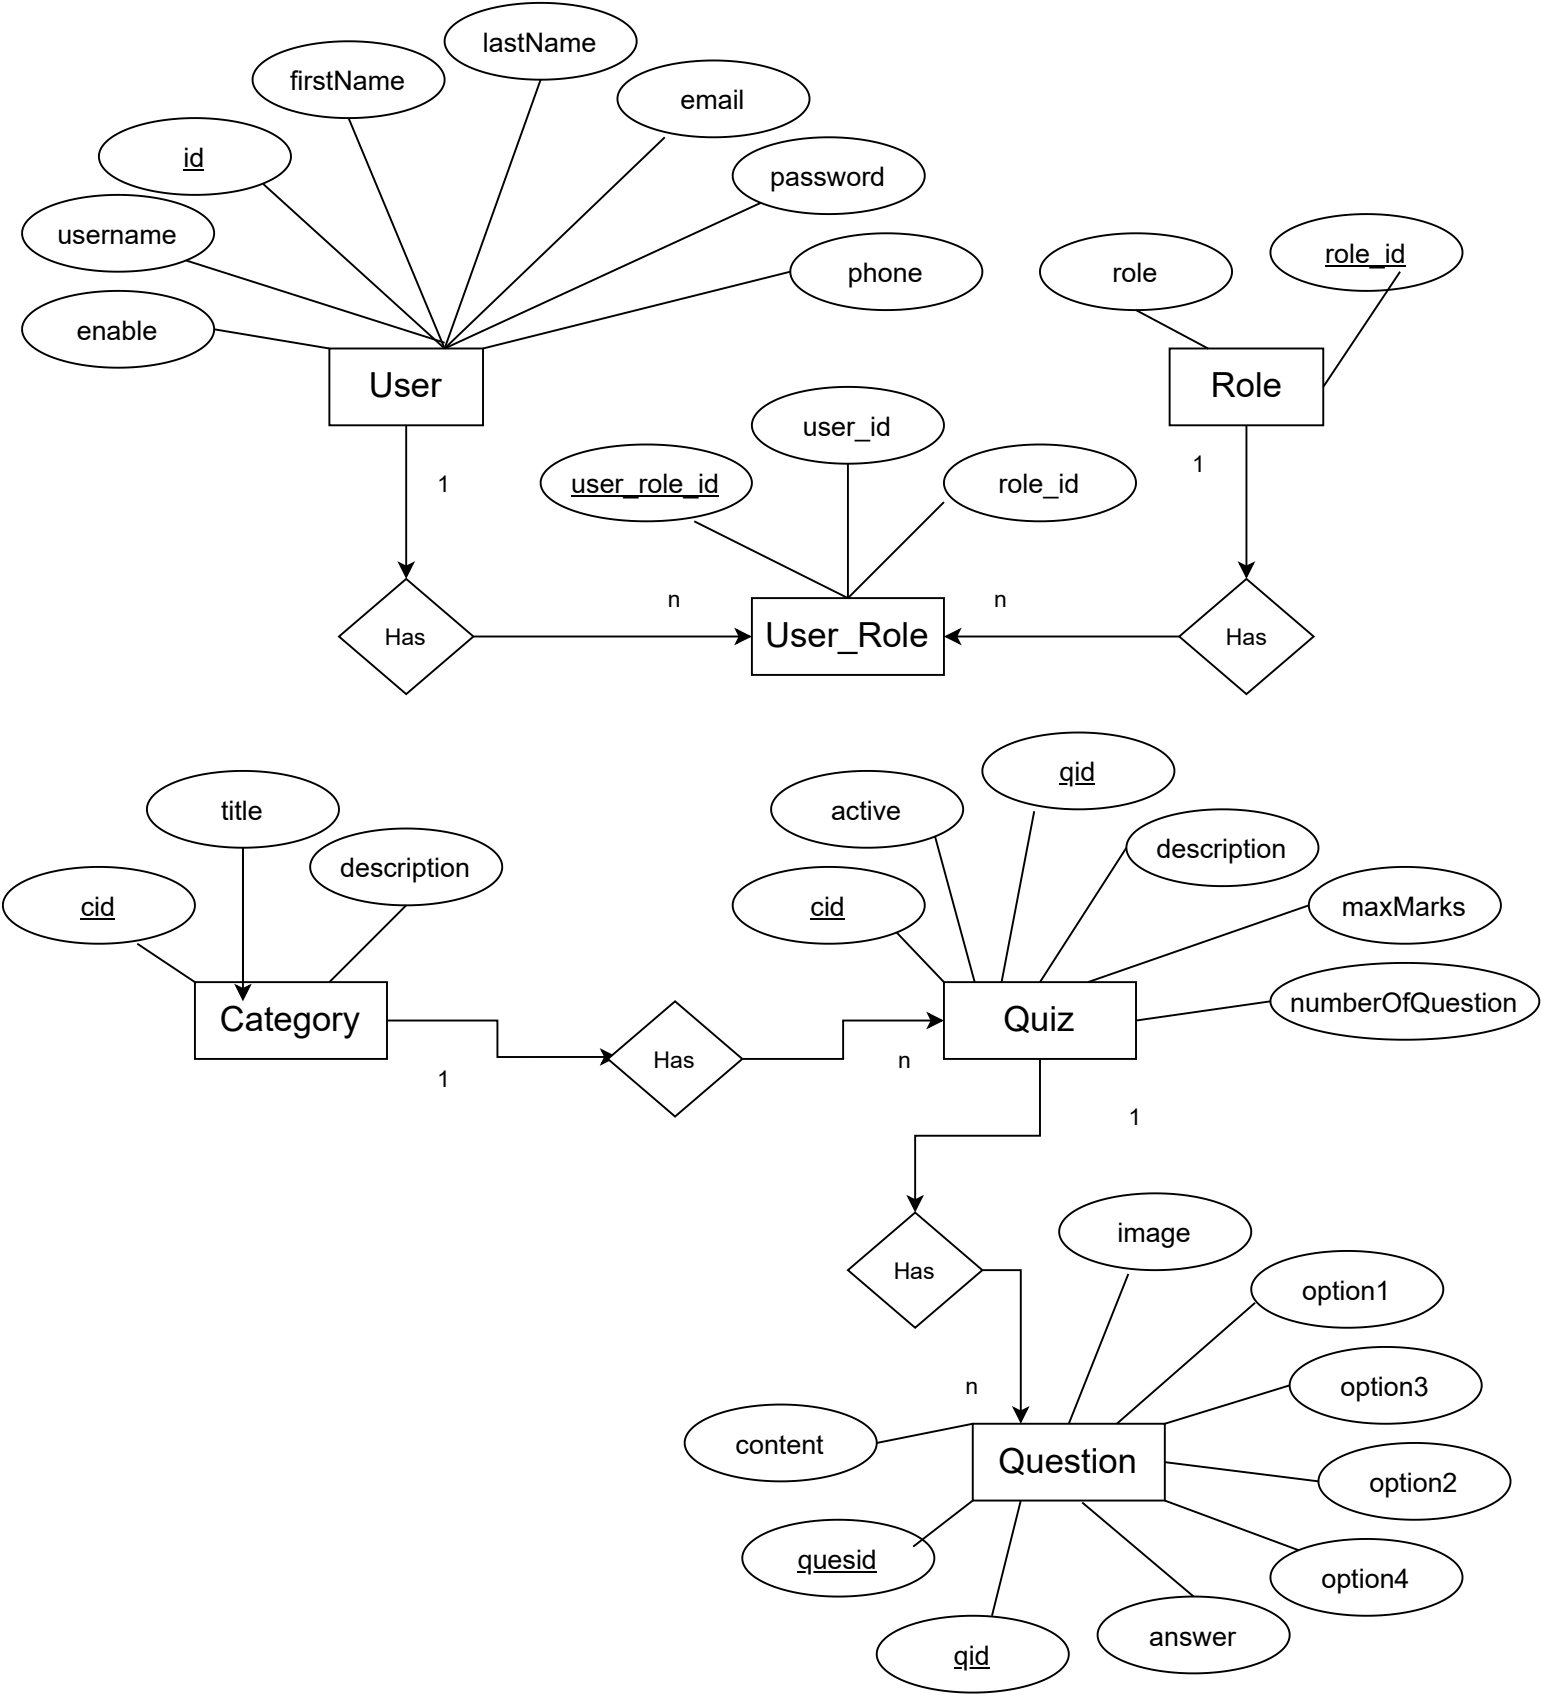 lastName
firstName
email
id
password
username
phone
role
role_id
enable
User
Role
user_id
1
user_role_id
role_id
1
n
n
Has
User_Role
Has
qid
title
active
description
description
cid
cid
maxMarks
numberOfQuestion
Category
Quiz
Has
n
1
1
image
Has
option1
n
option3
content
Question
option2
quesid
option4
qid
answer